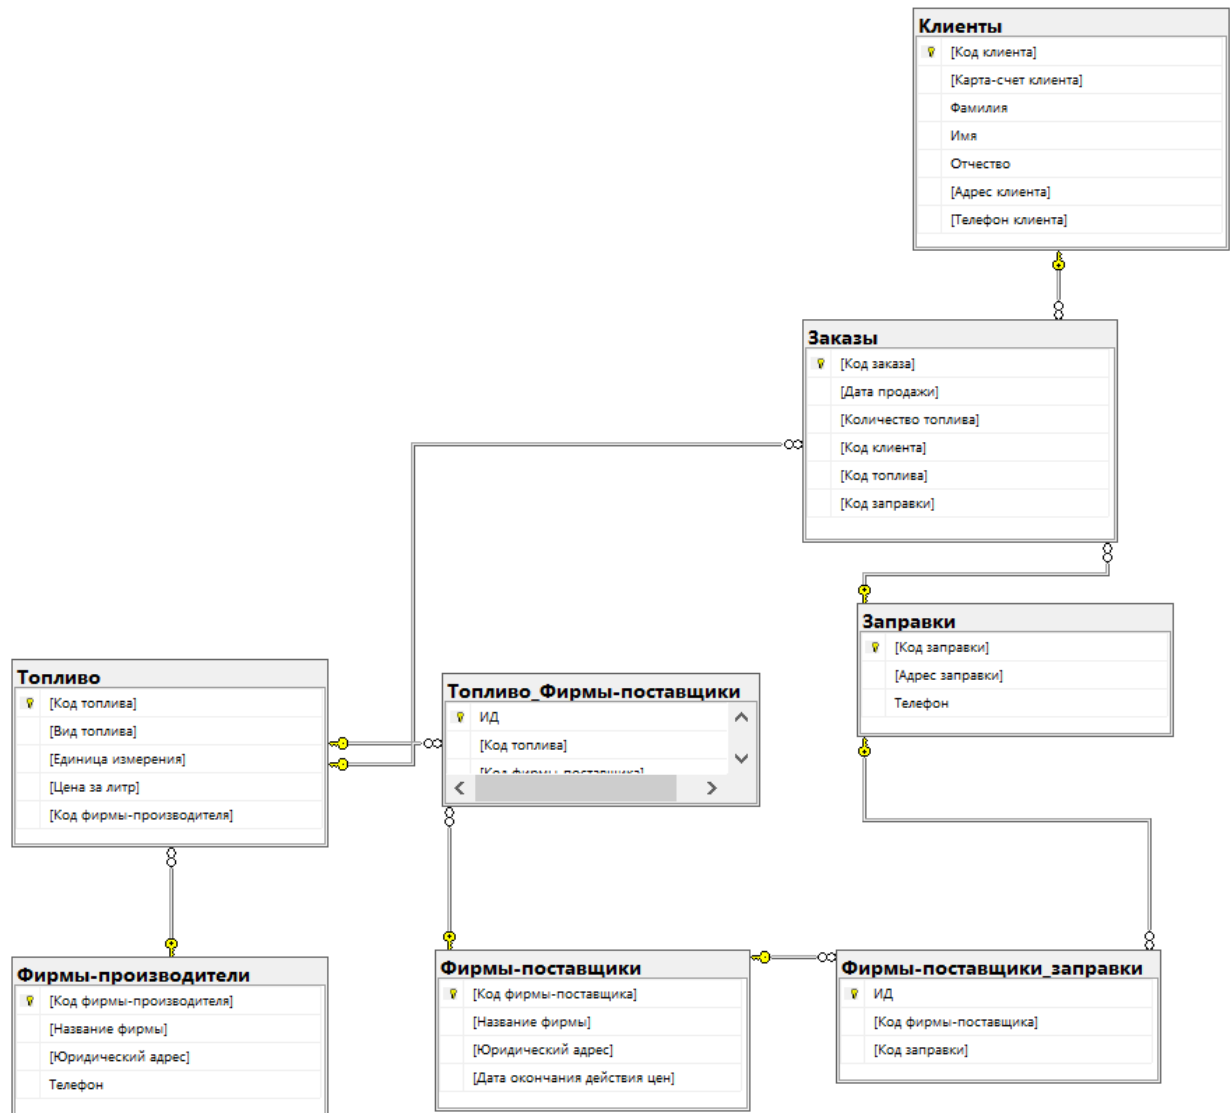 Клиенты
[Код клиента]
[Карта-счет клиента]
Фамилия
Имя
Отчество
[Адрес клиента]
[Телефон клиента]
Заказы
[Код заказа]
[Дата продажи]
[Количество топлива]
[Код клиента]
[Код топлива]
[Код заправки]
Заправки
[Код заправки]
[Адрес заправки]
Телефон
Топливо
[Код топлива]
[Вид топлива]
[Единица измерения]
[Цена за литр]
[Код фирмы-производителя]
Топливо_Фирмы-поставщики
ИД
[Код топлива]
[Код фирмы-поставщика]
Фирмы-производители
[Код фирмы-производителя]
[Название фирмы]
[Юридический адрес]
Телефон
Фирмы-поставщики
[Код фирмы-поставщика]
[Название фирмы]
[Юридический адрес]
[Дата окончания действия цен]
Фирмы-поставщики_заправки
ИД
[Код фирмы-поставщика]
[Код заправки]